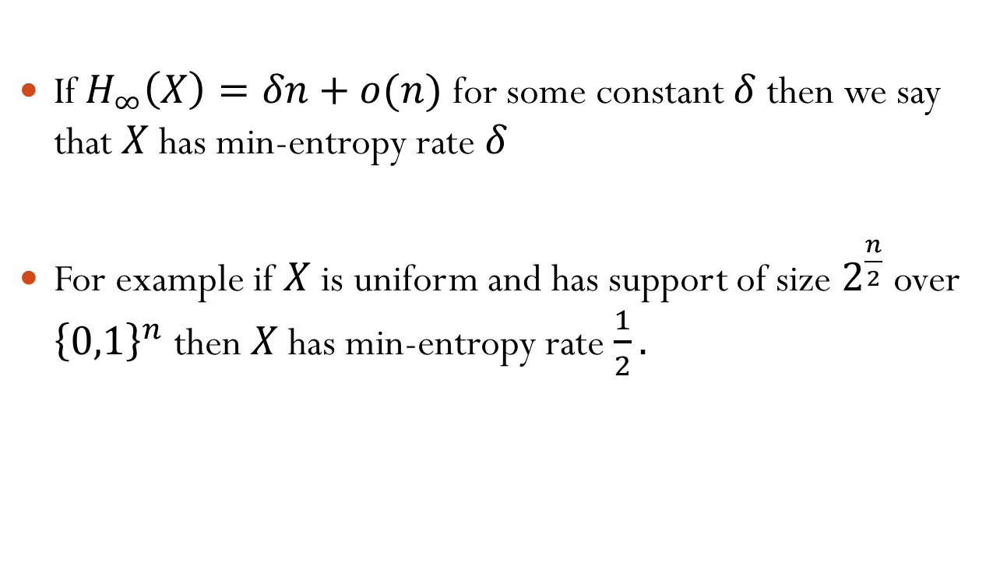 • If $H_\infty(X) = \delta n + o(n)$ for some constant $\delta$ then we say
that $X$ has min-entropy rate $\delta$
• For example if $X$ is uniform and has support of size $2^{\frac{n}{2}}$ over
$\{0,1\}^n$ then $X$ has min-entropy rate $\frac{1}{2}$.